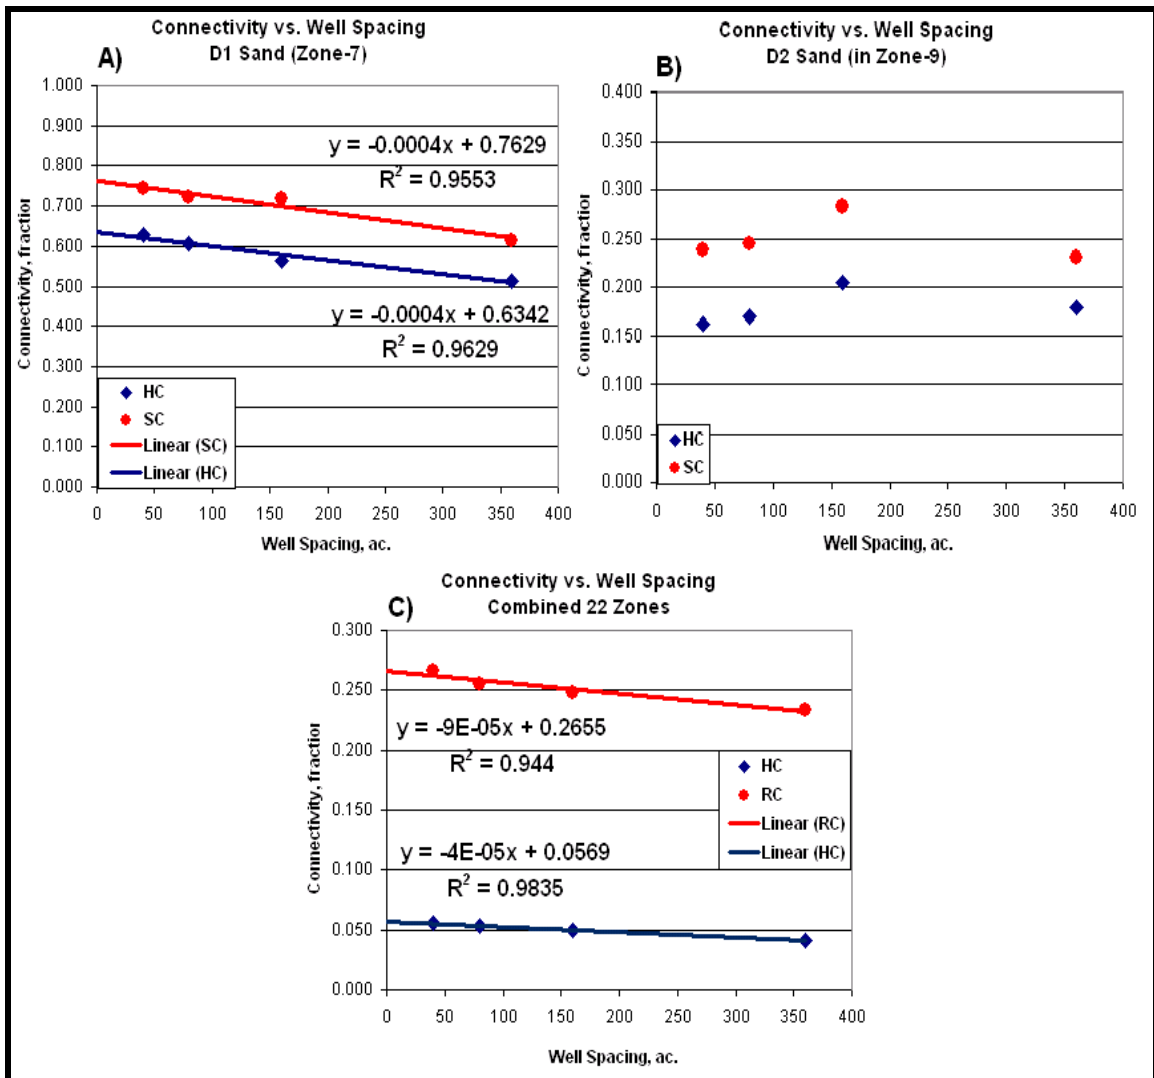 Connectivity vs. Well Spacing
D1 Sand (Zone-7)
A)
1.000
0.900
0.800
0.700
0.600
0.500
0.400
0.300
0.200
0.100
0.000
Connectivity, fraction
y = -0.0004x + 0.7629
R² = 0.9553
y = -0.0004x + 0.6342
R² = 0.9629
HC
SC
Linear (SC)
Linear (HC)
0 50 100 150 200 250 300 350 400
Well Spacing, ac.
Connectivity vs. Well Spacing
D2 Sand (in Zone-9)
B)
0.400
0.350
0.300
0.250
0.200
0.150
0.100
0.050
0.000
Connectivity, fraction
HC
SC
0 50 100 150 200 250 300 350 400
Well Spacing, ac.
Connectivity vs. Well Spacing
Combined 22 Zones
C)
0.300
0.250
0.200
0.150
0.100
0.050
0.000
Connectivity, fraction
y = -9E-05x + 0.2655
R² = 0.944
y = -4E-05x + 0.0569
R² = 0.9835
HC
RC
Linear (RC)
Linear (HC)
0 50 100 150 200 250 300 350 400
Well Spacing, ac.